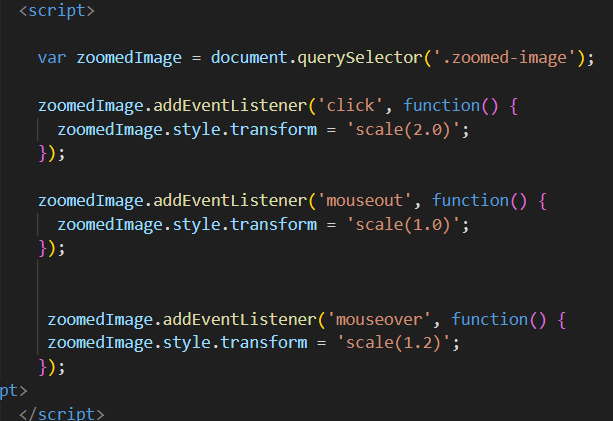 <script>
var zoomedImage = document.querySelector('.zoomed-image');
zoomedImage.addEventListener('click', function() {
zoomedImage.style.transform = 'scale(2.0)';
});
zoomedImage.addEventListener('mouseout', function() {
zoomedImage.style.transform = 'scale(1.0)';
});
zoomedImage.addEventListener('mouseover', function() {
zoomedImage.style.transform = 'scale(1.2)';
});
pt>
</script>